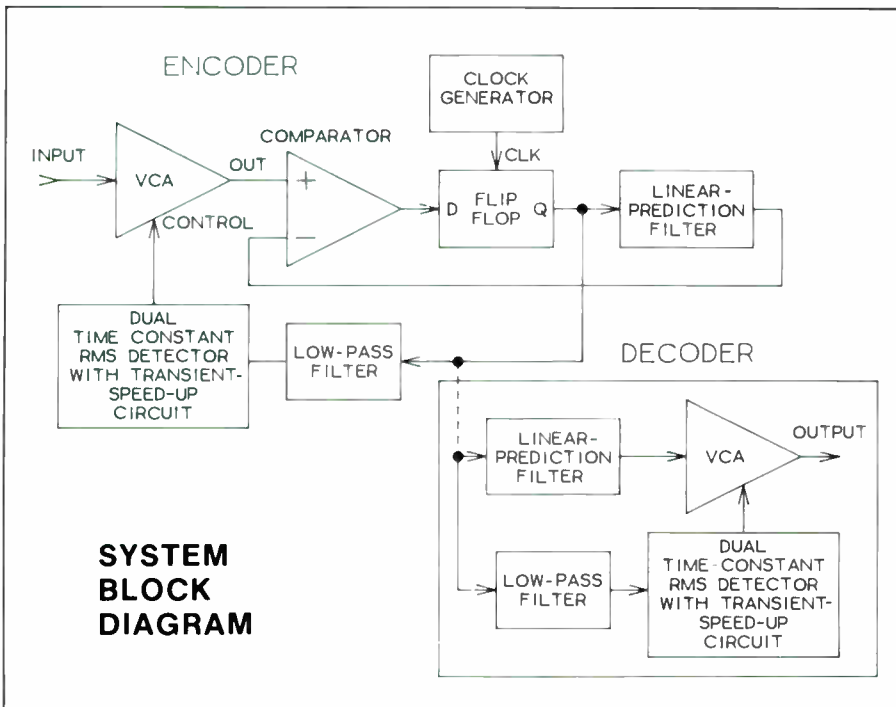 ENCODER
CLOCK
GENERATOR
COMPARATOR
INPUT
VCA
OUT
+
−
CONTROL
CLK
D
FLIP
FLOP
Q
LINEAR-
PREDICTION
FILTER
DUAL
TIME CONSTANT
RMS DETECTOR
WITH TRANSIENT-
SPEED-UP
CIRCUIT
LOW-PASS
FILTER
DECODER
LINEAR-
PREDICTION
FILTER
VCA
OUTPUT
LOW-PASS
FILTER
DUAL
TIME-CONSTANT
RMS DETECTOR
WITH TRANSIENT-
SPEED-UP
CIRCUIT
SYSTEM
BLOCK
DIAGRAM